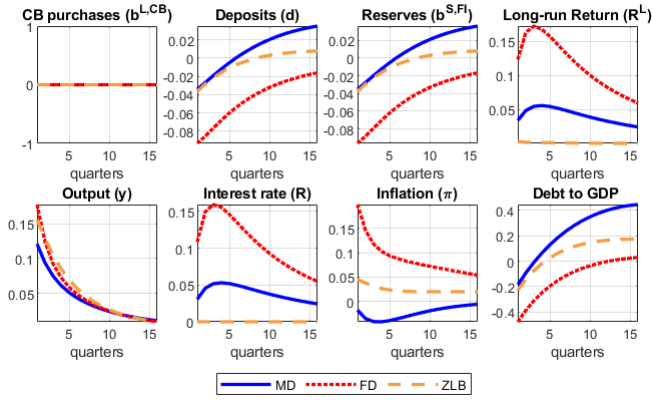 CB purchases (b^{L,CB})
Deposits (d)
Reserves (b^{S,FI})
Long-run Return (R^L)
1
0
-1
0.02
0
-0.02
-0.04
-0.06
-0.08
0.02
0
-0.02
-0.04
-0.06
-0.08
0.15
0.1
0.05
5 10 15
5 10 15
5 10 15
5 10 15
quarters
quarters
quarters
quarters
Output (y)
Interest rate (R)
Inflation (π)
Debt to GDP
0.15
0.1
0.05
0.15
0.1
0.05
0
0.15
0.1
0.05
0
0.4
0.2
0
-0.2
-0.4
5 10 15
5 10 15
5 10 15
5 10 15
quarters
quarters
quarters
quarters
MD FD ZLB